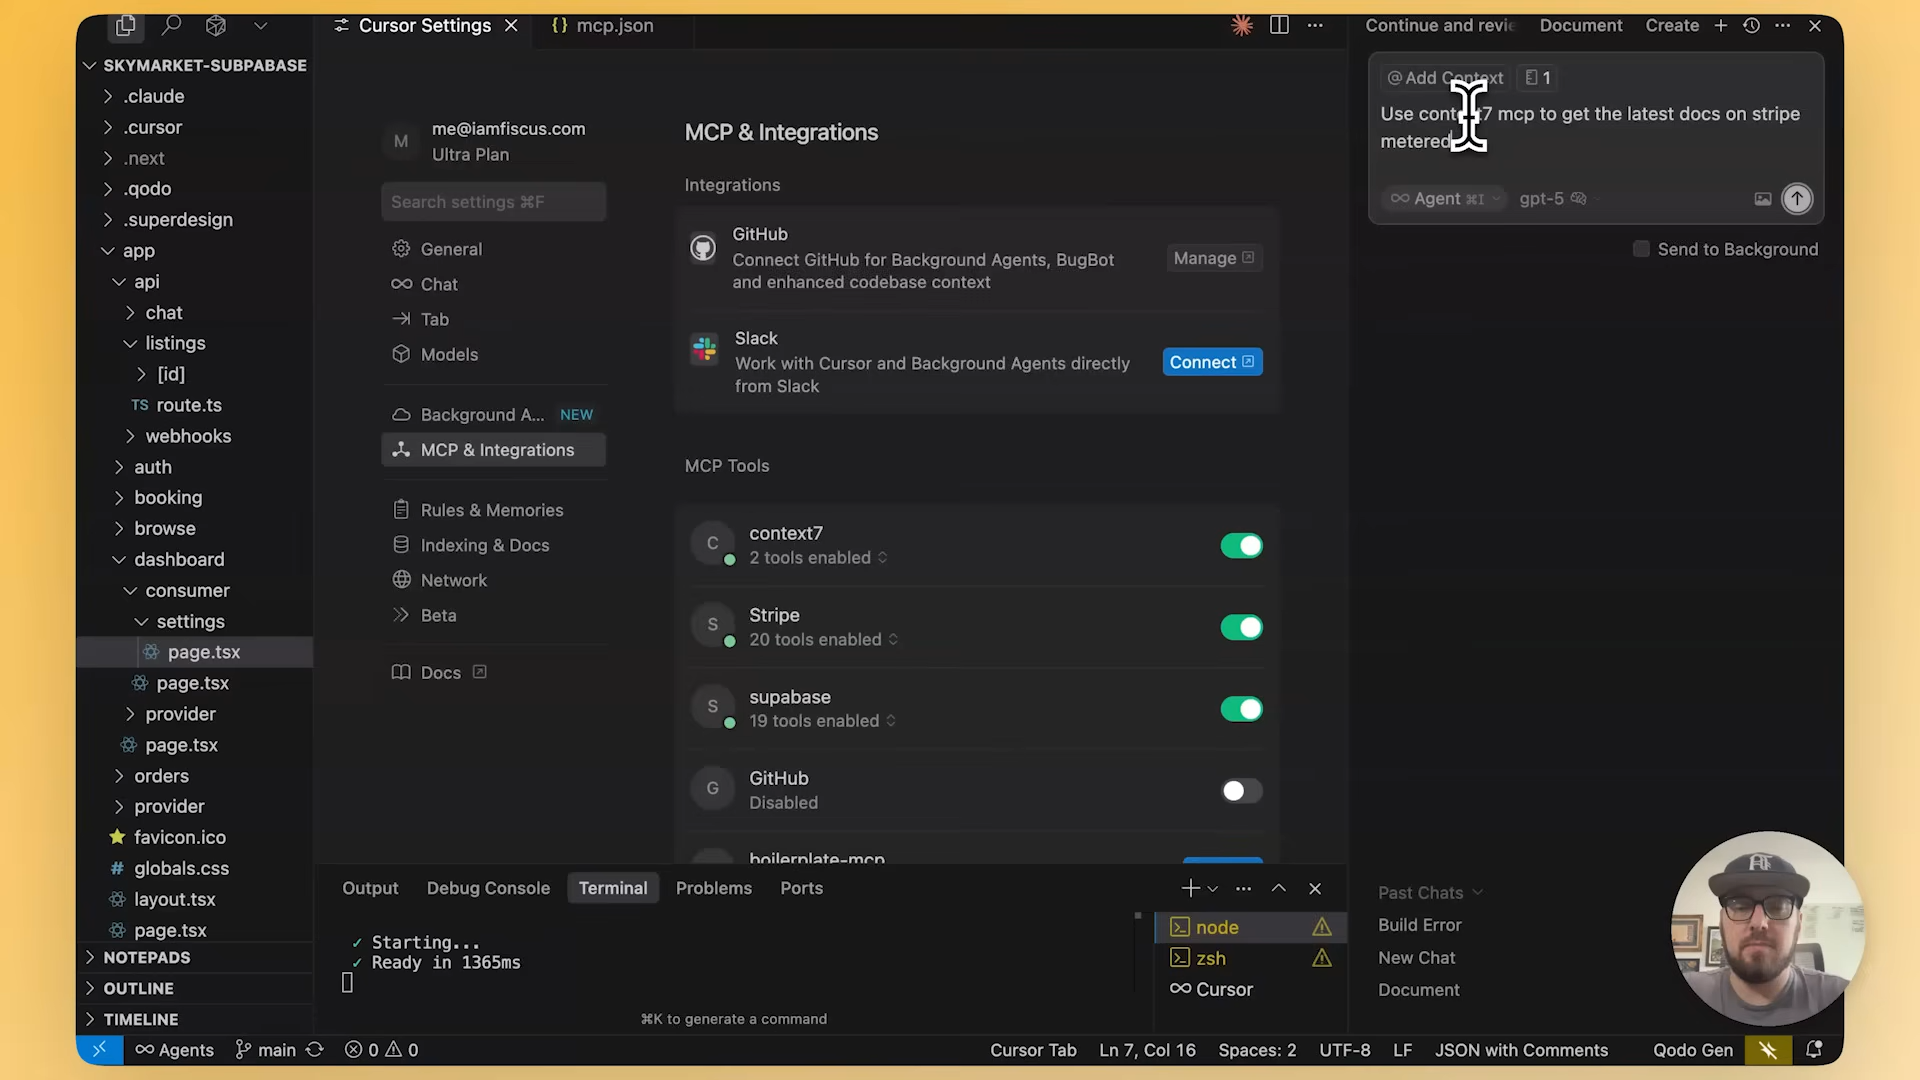 SKYMARKET-SUPABASE
.claude
.cursor
.next
.qodo
.superdesign
app
api
chat
listings
[id]
TS route.ts
webhooks
auth
booking
browse
dashboard
consumer
settings
page.tsx
page.tsx
provider
page.tsx
orders
provider
favicon.ico
# globals.css
layout.tsx
page.tsx
NOTEPADS
OUTLINE
TIMELINE
Cursor Settings
{} mcp.json
M
me@iamfiscus.com
Ultra Plan
Search settings ⌘F
General
Chat
Tab
Models
Background A... NEW
MCP & Integrations
Rules & Memories
Indexing & Docs
Network
Beta
Docs
MCP & Integrations
Integrations
GitHub
Connect GitHub for Background Agents, BugBot
and enhanced codebase context
Manage
Slack
Work with Cursor and Background Agents directly
from Slack
Connect
MCP Tools
C
context7
2 tools enabled
S
Stripe
20 tools enabled
S
supabase
19 tools enabled
G
GitHub
Disabled
boilerplate-mcp
Output Debug Console Terminal Problems Ports
✓ Starting...
✓ Ready in 1365ms
⌘K to generate a command
node
zsh
Cursor
Continue and revi Document Create
@ Add Context 1
Use context7 mcp to get the latest docs on stripe
metered
Agent ⌘I gpt-5
Send to Background
Past Chats
Build Error
New Chat
Document
Agents main 0 0 Cursor Tab Ln 7, Col 16 Spaces: 2 UTF-8 LF JSON with Comments Qodo Gen